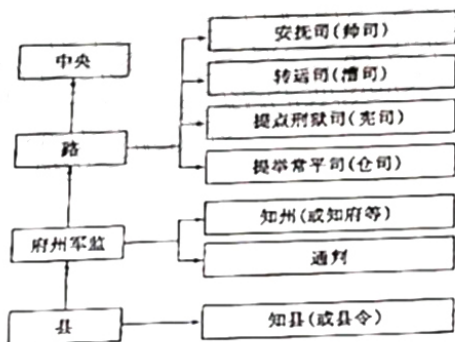 中央
安抚司(帅司)
转运司(漕司)
路
提点刑狱司(宪司)
提举常平司(仓司)
府州军监
知州(或知府等)
通判
县
知县(或县令)